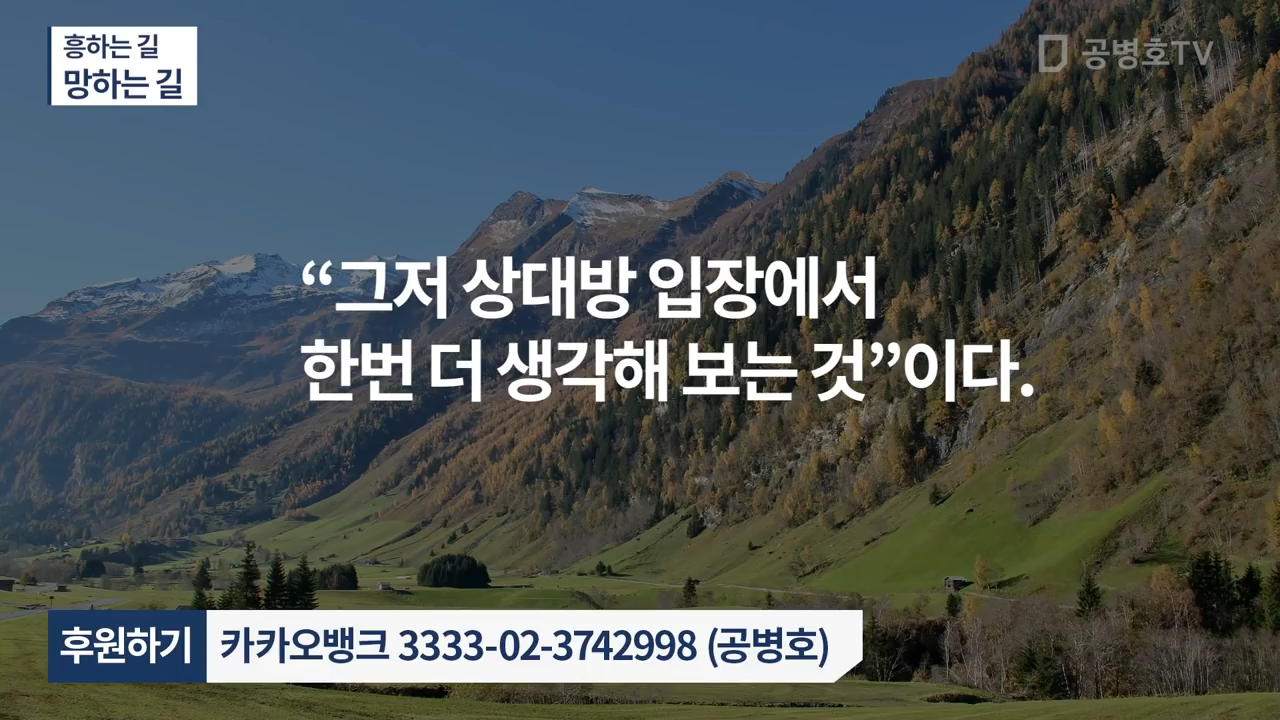 흥하는 길
망하는 길
공병호TV
“그저 상대방 입장에서
한번 더 생각해 보는 것”이다.
후원하기 카카오뱅크 3333-02-3742998 (공병호)